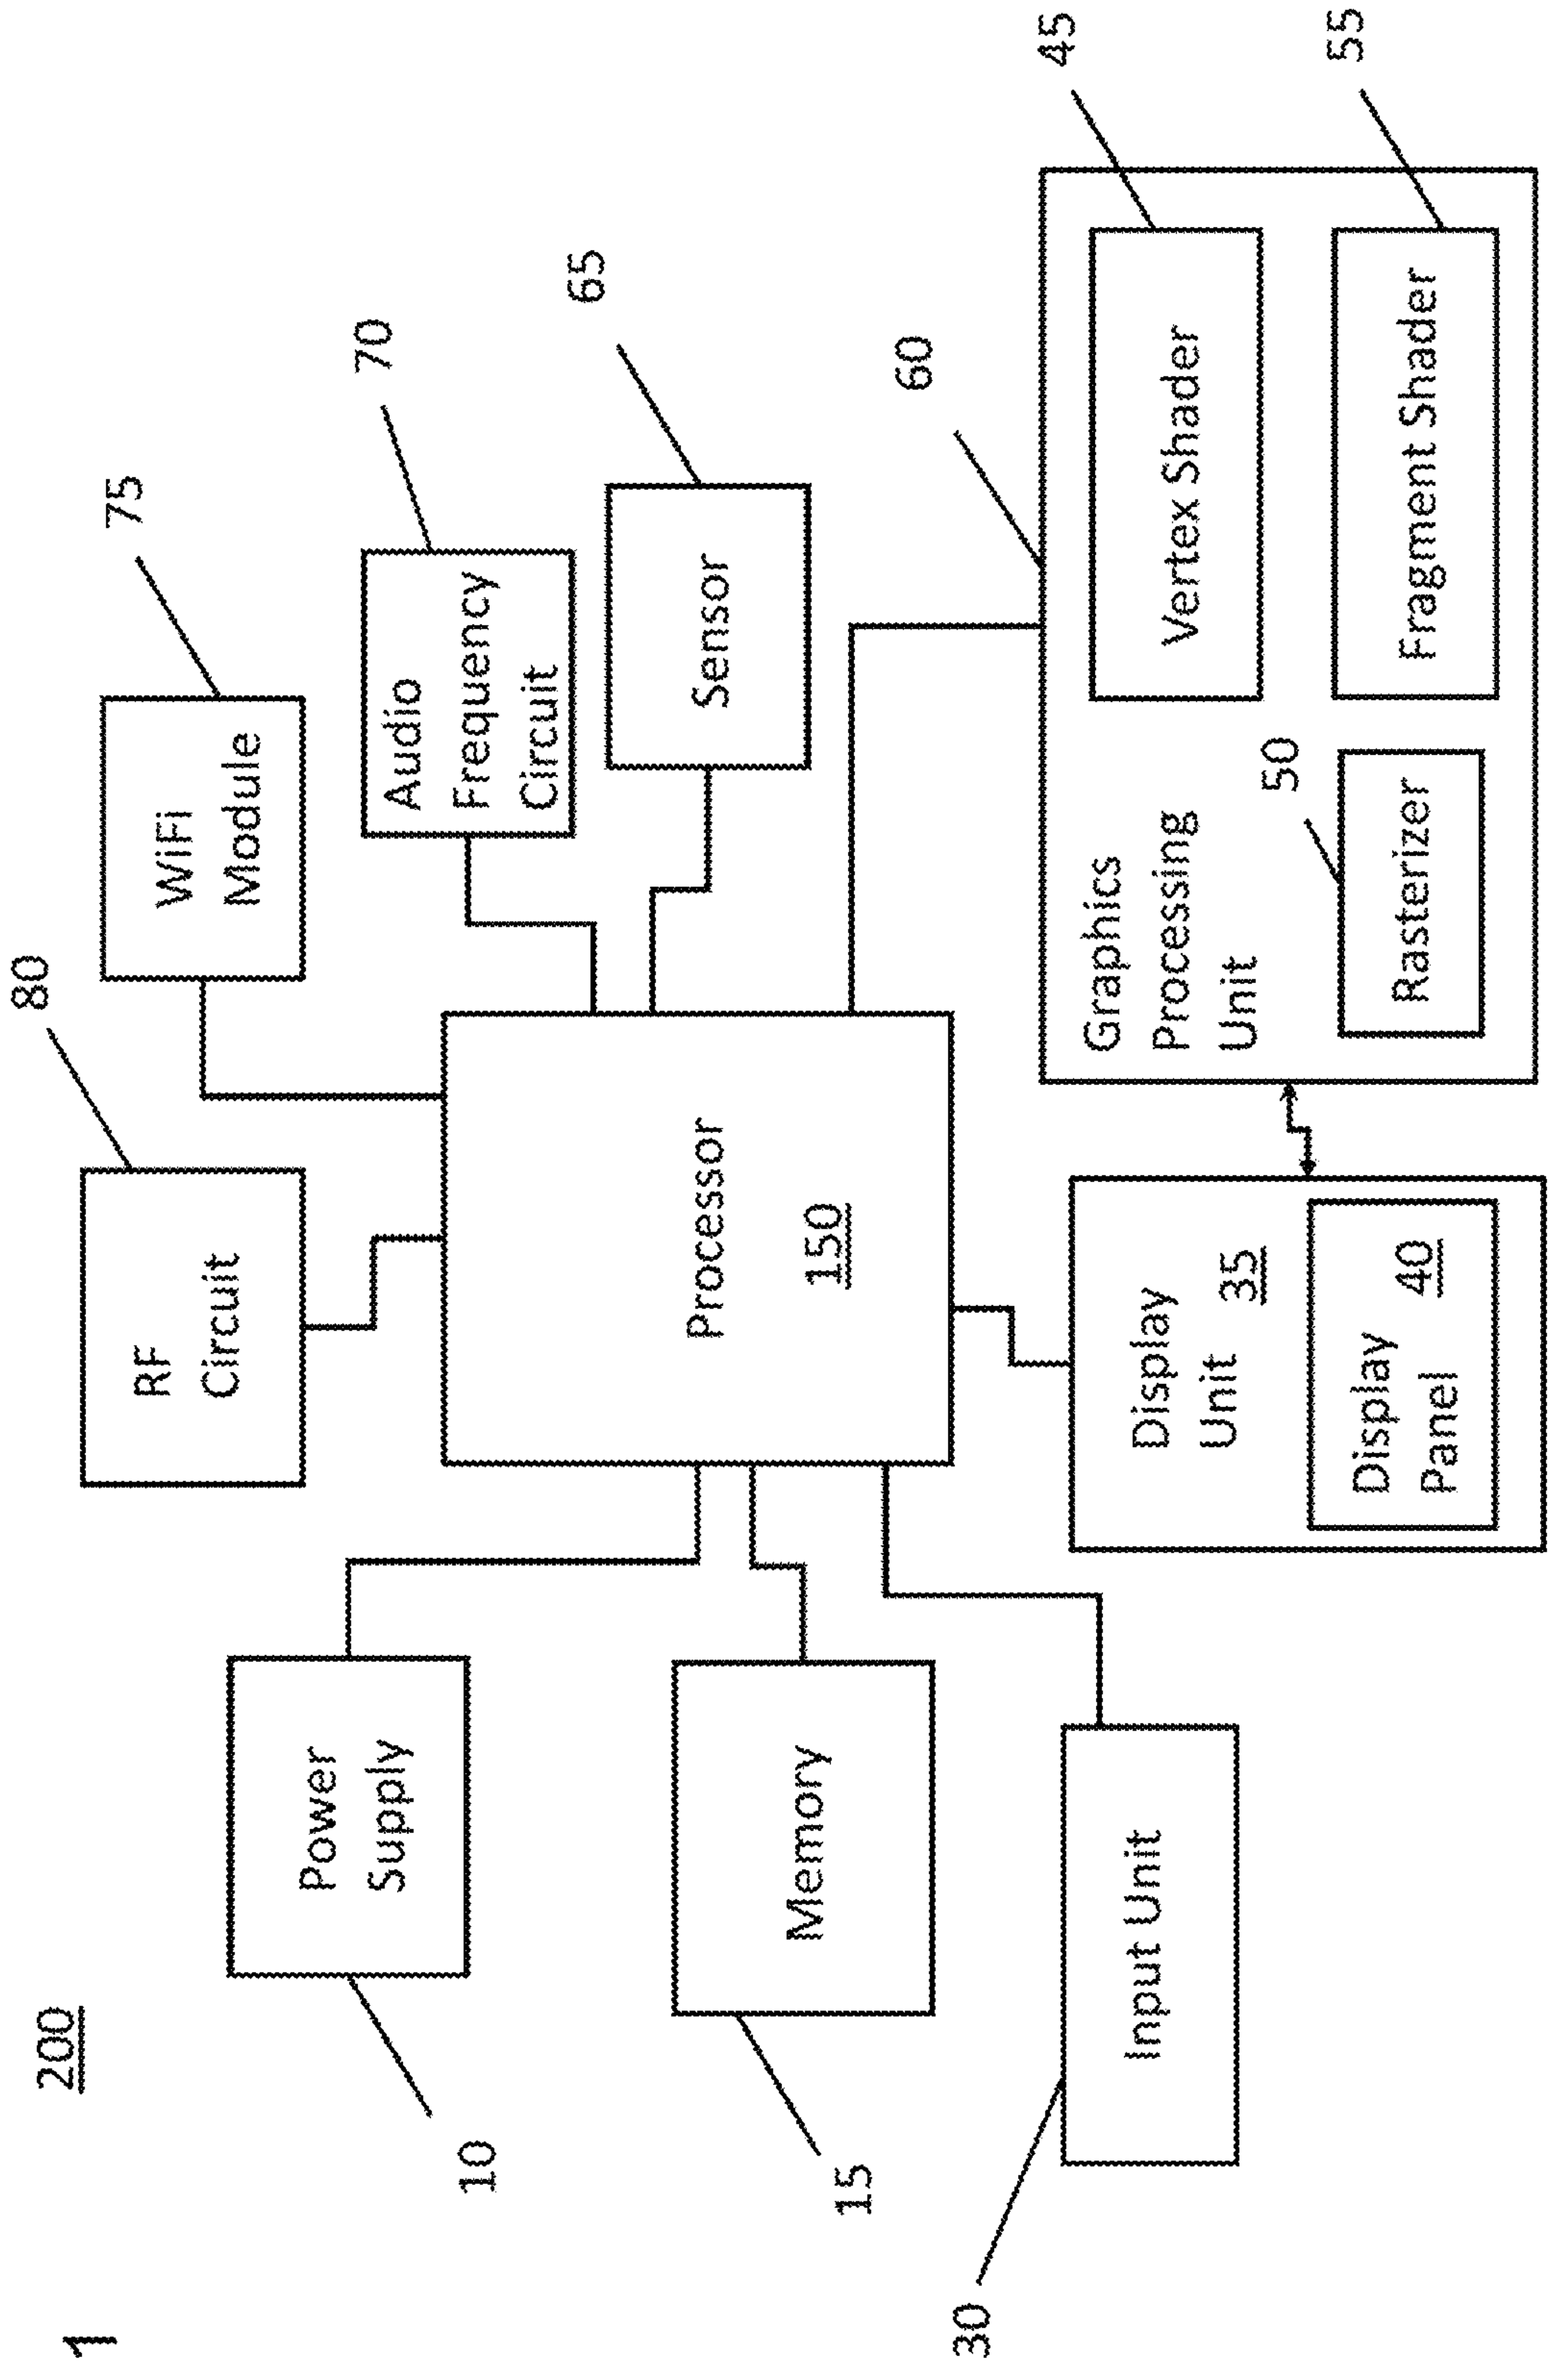 1
200
80
RF
Circuit
75
WiFi
Module
70
Audio
Frequency
Circuit
65
Sensor
10
Power
Supply
15
Memory
30
Input Unit
Processor
150
Display
Unit 35
Display
Panel 40
60
Graphics
Processing
Unit
45
Vertex Shader
50
Rasterizer
55
Fragment Shader